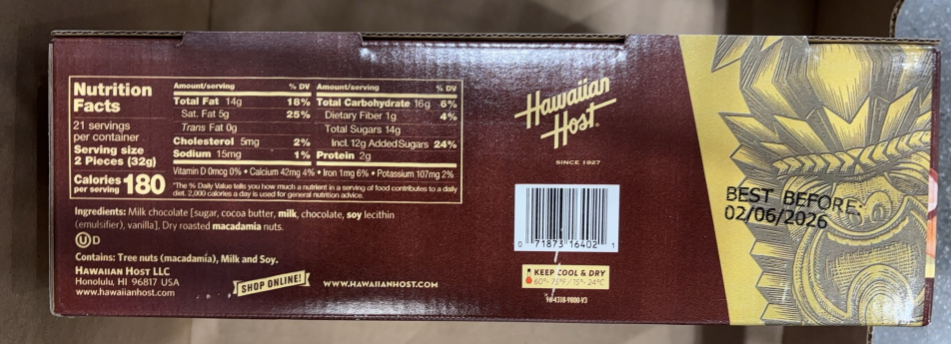 Nutrition
Facts
21 servings
per container
Serving size
2 Pieces (32g)
Calories
per serving 180
Amount/serving % DV
Total Fat 14g 18%
Sat. Fat 5g 25%
Trans Fat 0g
Cholesterol 5mg 2%
Sodium 15mg 1%
Amount/serving % DV
Total Carbohydrate 16g 6%
Dietary Fiber 1g 4%
Total Sugars 14g
Incl. 12g Added Sugars 24%
Protein 2g
Vitamin D 0mcg 0% • Calcium 42mg 4% • Iron 1mg 6% • Potassium 107mg 2%
*The % Daily Value tells you how much a nutrient in a serving of food contributes to a daily
diet. 2,000 calories a day is used for general nutrition advice.
Ingredients: Milk chocolate [sugar, cocoa butter, milk, chocolate, soy lecithin
(emulsifier), vanilla]. Dry roasted macadamia nuts.
U D
Contains: Tree nuts (macadamia), Milk and Soy.
HAWAIIAN HOST LLC
Honolulu, HI 96817 USA
www.hawaiianhost.com
SHOP ONLINE!
WWW.HAWAIIANHOST.COM
Hawaiian
Host®
SINCE 1927
0 71873 16402 1
KEEP COOL & DRY
60°-75°F / 15°-24°C
BEST BEFORE:
02/06/2026